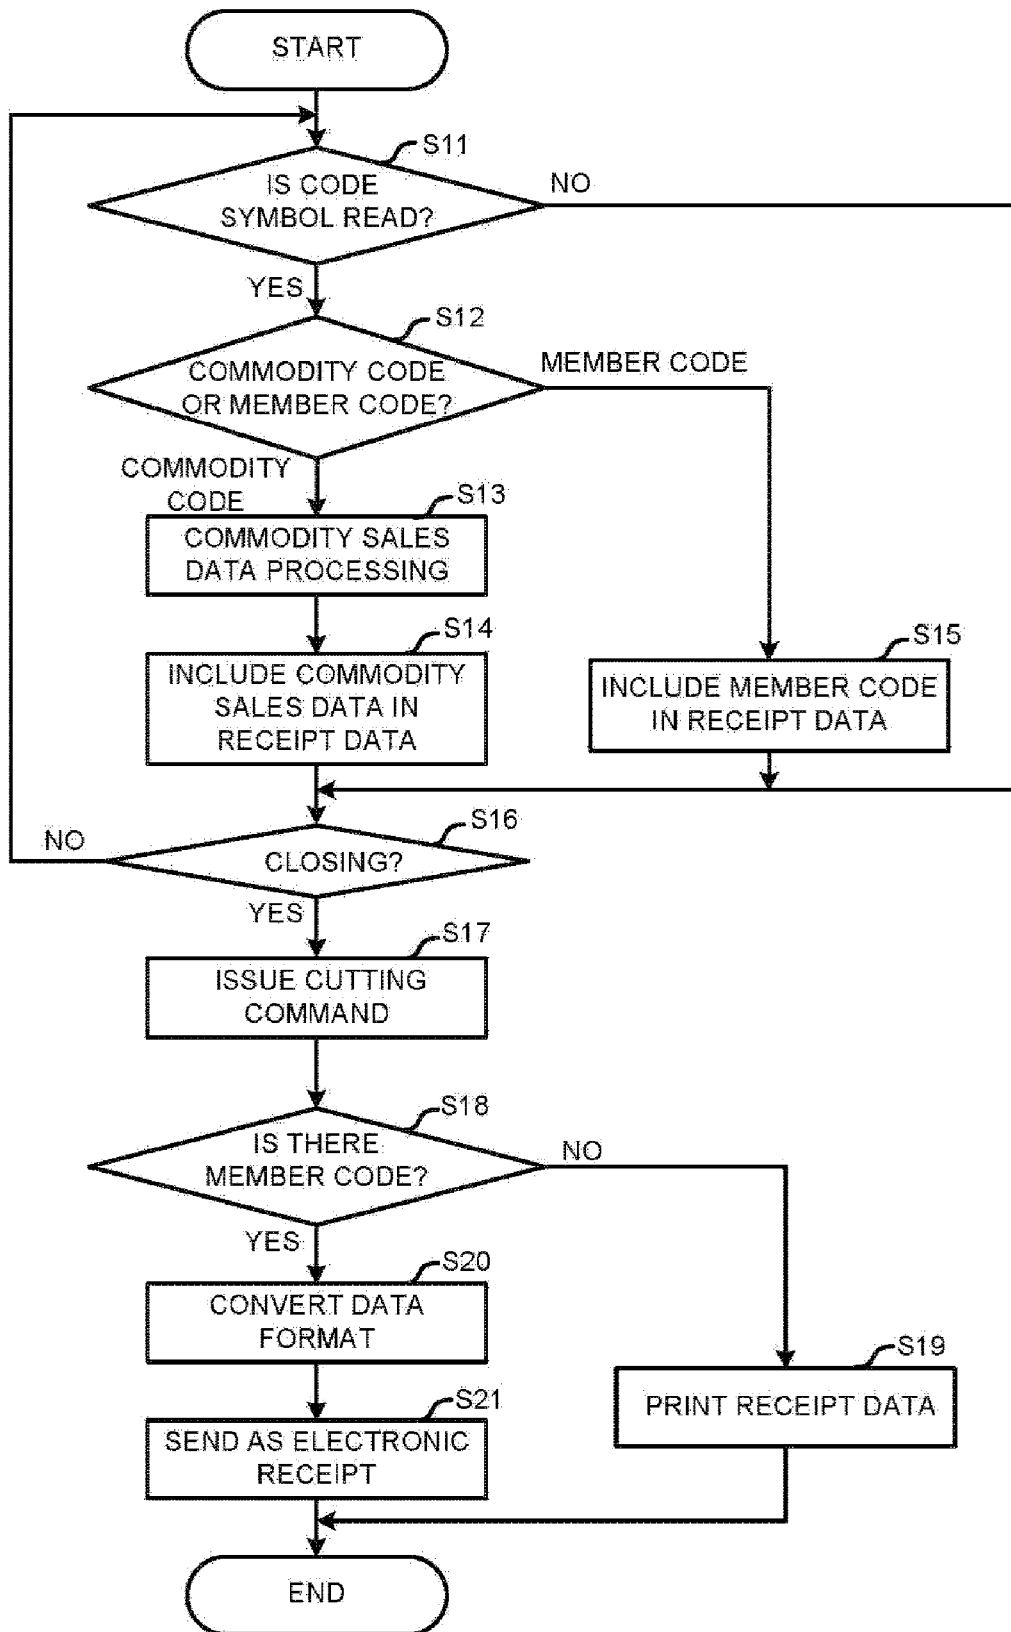 START
S11
IS CODE
SYMBOL READ?
NO
YES
S12
COMMODITY CODE
OR MEMBER CODE?
MEMBER CODE
COMMODITY
CODE
S13
COMMODITY SALES
DATA PROCESSING
S14
INCLUDE COMMODITY
SALES DATA IN
RECEIPT DATA
S15
INCLUDE MEMBER CODE
IN RECEIPT DATA
S16
NO
CLOSING?
YES
S17
ISSUE CUTTING
COMMAND
S18
IS THERE
MEMBER CODE?
NO
YES
S20
CONVERT DATA
FORMAT
S19
PRINT RECEIPT DATA
S21
SEND AS ELECTRONIC
RECEIPT
END